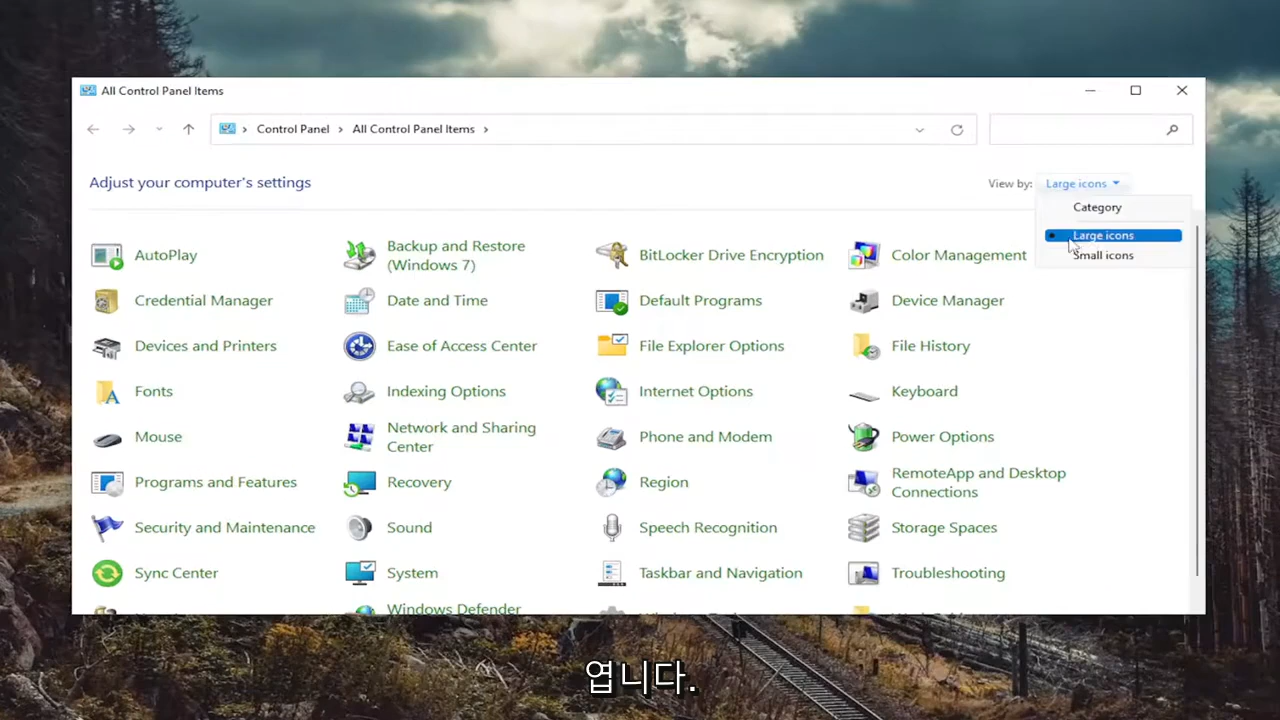 All Control Panel Items
Control Panel > All Control Panel Items >
Adjust your computer's settings
View by: Large icons
Category
Large icons
Small icons
AutoPlay
Backup and Restore
(Windows 7)
BitLocker Drive Encryption
Color Management
Credential Manager
Date and Time
Default Programs
Device Manager
Devices and Printers
Ease of Access Center
File Explorer Options
File History
Fonts
Indexing Options
Internet Options
Keyboard
Mouse
Network and Sharing
Center
Phone and Modem
Power Options
Programs and Features
Recovery
Region
RemoteApp and Desktop
Connections
Security and Maintenance
Sound
Speech Recognition
Storage Spaces
Sync Center
System
Taskbar and Navigation
Troubleshooting
Windows Defender
엽니다.